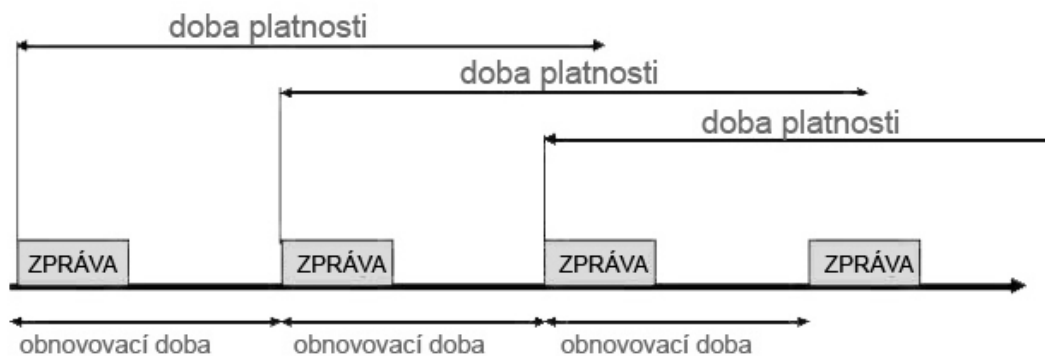 doba platnosti
doba platnosti
doba platnosti
ZPRÁVA ZPRÁVA ZPRÁVA ZPRÁVA
obnovovací doba obnovovací doba obnovovací doba